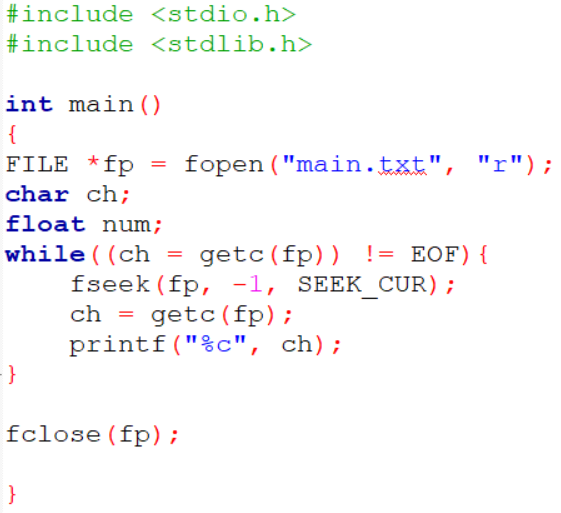 #include <stdio.h>
#include <stdlib.h>
int main()
{
FILE *fp = fopen("main.txt", "r");
char ch;
float num;
while((ch = getc(fp)) != EOF){
    fseek(fp, -1, SEEK_CUR);
    ch = getc(fp);
    printf("%c", ch);
}
fclose(fp);
}